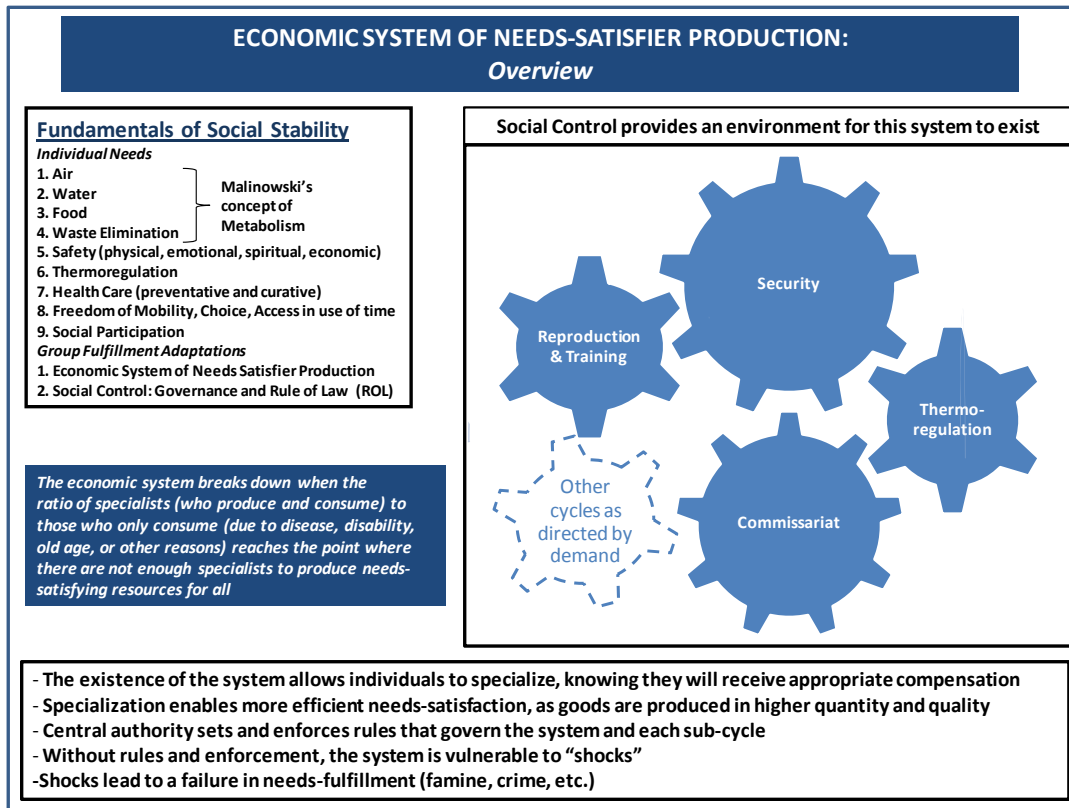 ECONOMIC SYSTEM OF NEEDS-SATISFIER PRODUCTION:
Overview
Fundamentals of Social Stability
Individual Needs
1. Air
2. Water
3. Food
4. Waste Elimination
Malinowski's
concept of
Metabolism
5. Safety (physical, emotional, spiritual, economic)
6. Thermoregulation
7. Health Care (preventative and curative)
8. Freedom of Mobility, Choice, Access in use of time
9. Social Participation
Group Fulfillment Adaptations
1. Economic System of Needs Satisfier Production
2. Social Control: Governance and Rule of Law (ROL)
The economic system breaks down when the
ratio of specialists (who produce and consume) to
those who only consume (due to disease, disability,
old age, or other reasons) reaches the point where
there are not enough specialists to produce needs-
satisfying resources for all
Social Control provides an environment for this system to exist
Security
Reproduction
& Training
Thermo-
regulation
Other
cycles as
directed by
demand
Commissariat
- The existence of the system allows individuals to specialize, knowing they will receive appropriate compensation
- Specialization enables more efficient needs-satisfaction, as goods are produced in higher quantity and quality
- Central authority sets and enforces rules that govern the system and each sub-cycle
- Without rules and enforcement, the system is vulnerable to “shocks”
-Shocks lead to a failure in needs-fulfillment (famine, crime, etc.)